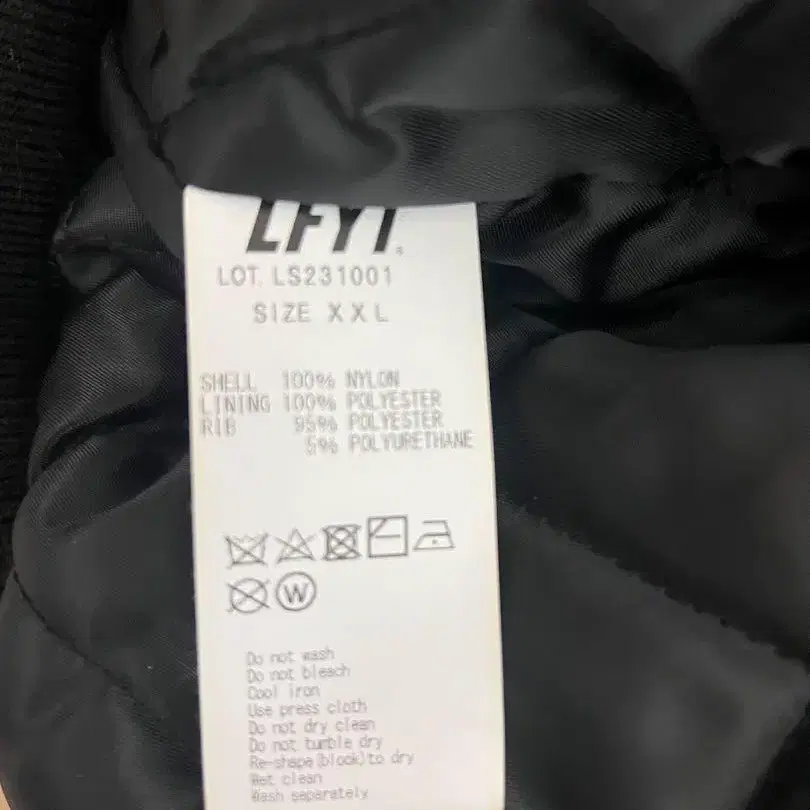 LFYT
LOT. LS231001
SIZE XXL
SHELL 100% NYLON
LINING 100% POLYESTER
RIB 95% POLYESTER
5% POLYURETHANE
W
Do not wash
Do not bleach
Cool iron
Use press cloth
Do not dry clean
Do not tumble dry
Re-shape(block)to dry
Wet clean
Wash separately